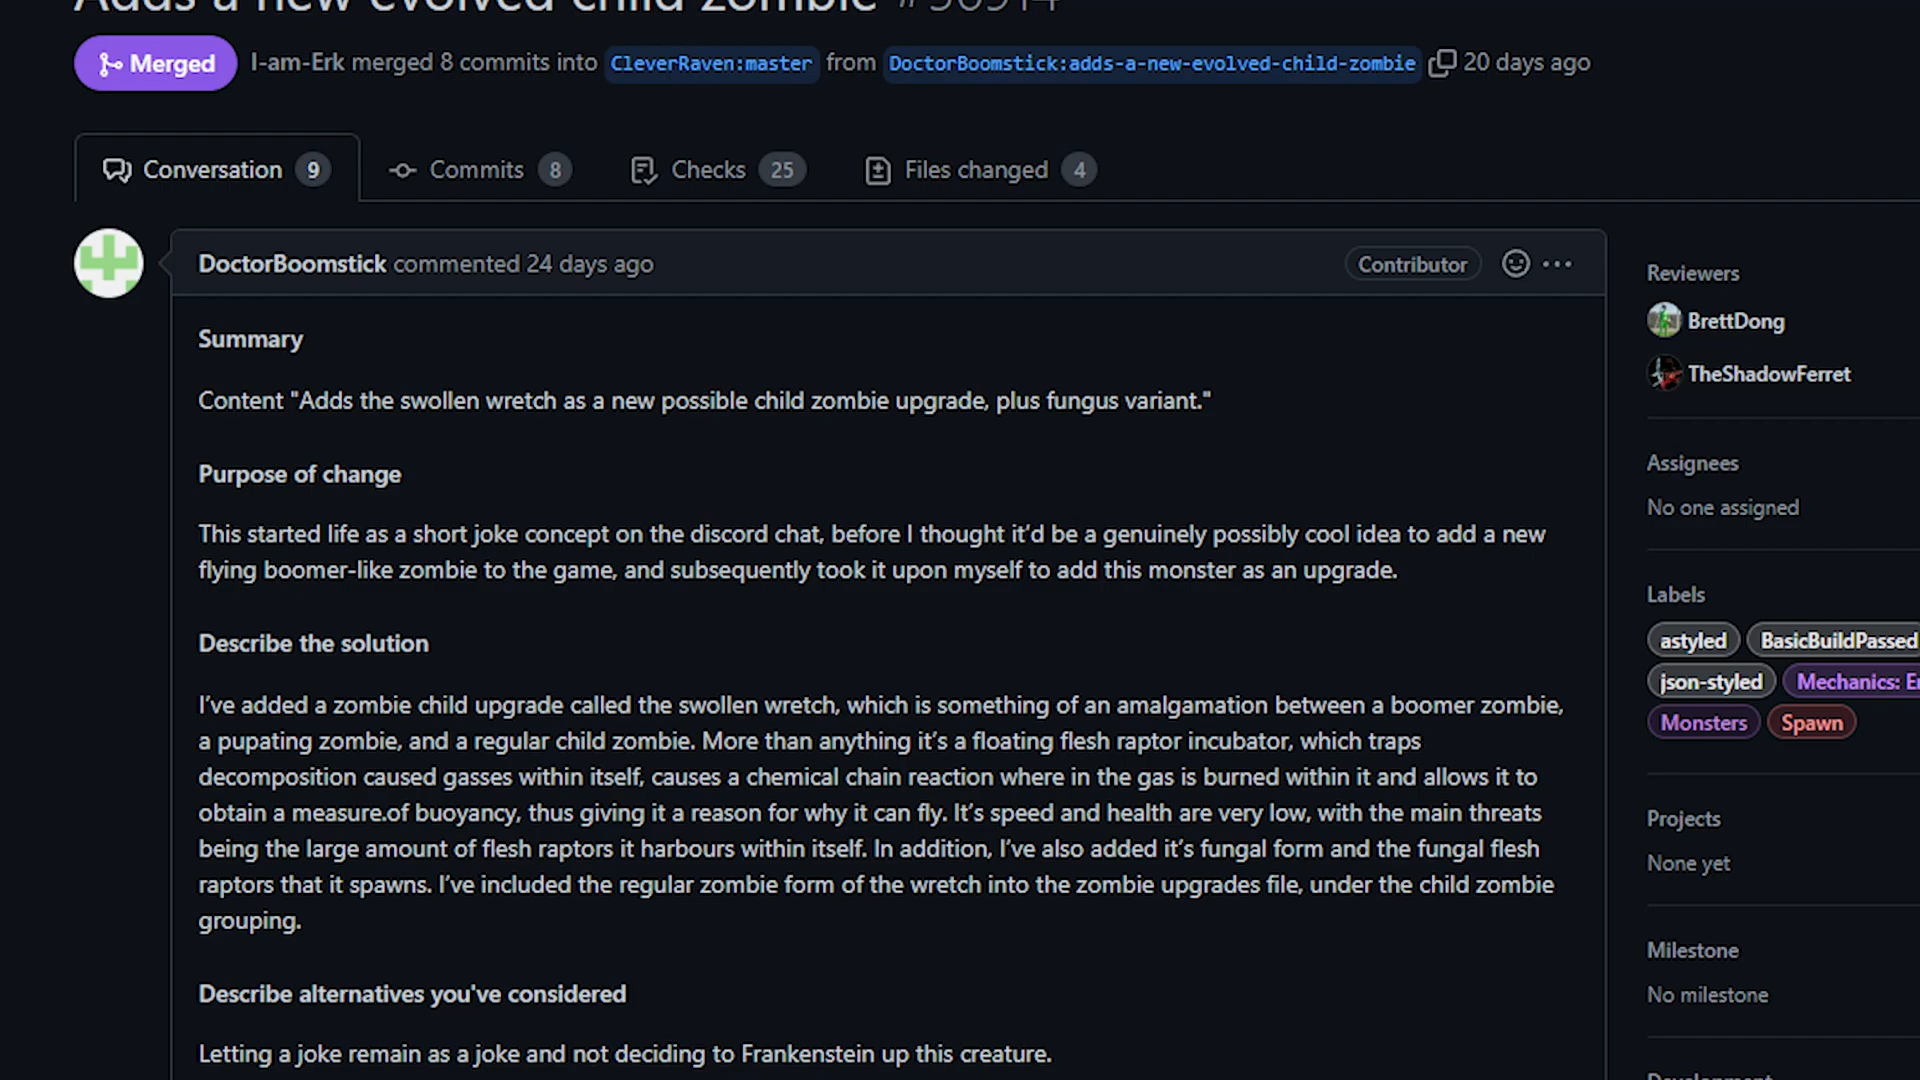 Adds a new evolved child zombie
Merged I-am-Erk merged 8 commits into CleverRaven:master from DoctorBoomstick:adds-a-new-evolved-child-zombie 20 days ago
Conversation 9 Commits 8 Checks 25 Files changed 4
DoctorBoomstick commented 24 days ago Contributor
Summary
Content "Adds the swollen wretch as a new possible child zombie upgrade, plus fungus variant."
Purpose of change
This started life as a short joke concept on the discord chat, before I thought it'd be a genuinely possibly cool idea to add a new
flying boomer-like zombie to the game, and subsequently took it upon myself to add this monster as an upgrade.
Describe the solution
I've added a zombie child upgrade called the swollen wretch, which is something of an amalgamation between a boomer zombie,
a pupating zombie, and a regular child zombie. More than anything it's a floating flesh raptor incubator, which traps
decomposition caused gasses within itself, causes a chemical chain reaction where in the gas is burned within it and allows it to
obtain a measure.of buoyancy, thus giving it a reason for why it can fly. It's speed and health are very low, with the main threats
being the large amount of flesh raptors it harbours within itself. In addition, I've also added it's fungal form and the fungal flesh
raptors that it spawns. I've included the regular zombie form of the wretch into the zombie upgrades file, under the child zombie
grouping.
Describe alternatives you've considered
Letting a joke remain as a joke and not deciding to Frankenstein up this creature.
Reviewers
BrettDong
TheShadowFerret
Assignees
No one assigned
Labels
astyled BasicBuildPassed
json-styled Mechanics:
Monsters Spawn
Projects
None yet
Milestone
No milestone